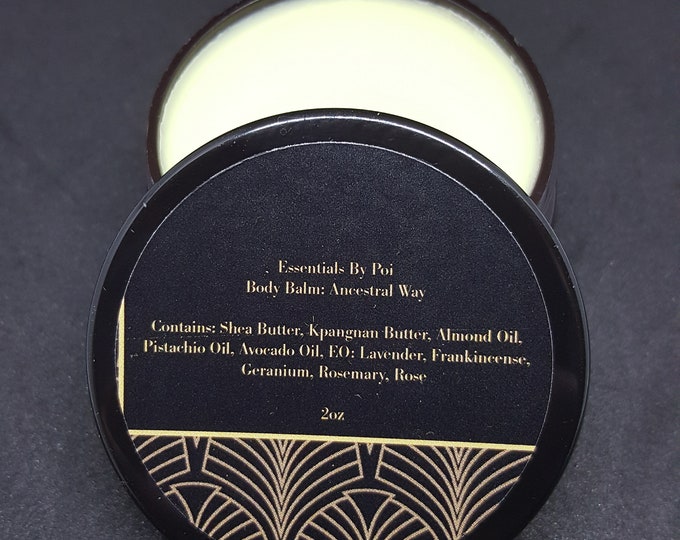 Essentials By Poi
Body Balm: Ancestral Way
Contains: Shea Butter, Kpangnan Butter, Almond Oil,
Pistachio Oil, Avocado Oil, EO: Lavender, Frankincense,
Geranium, Rosemary, Rose
2oz